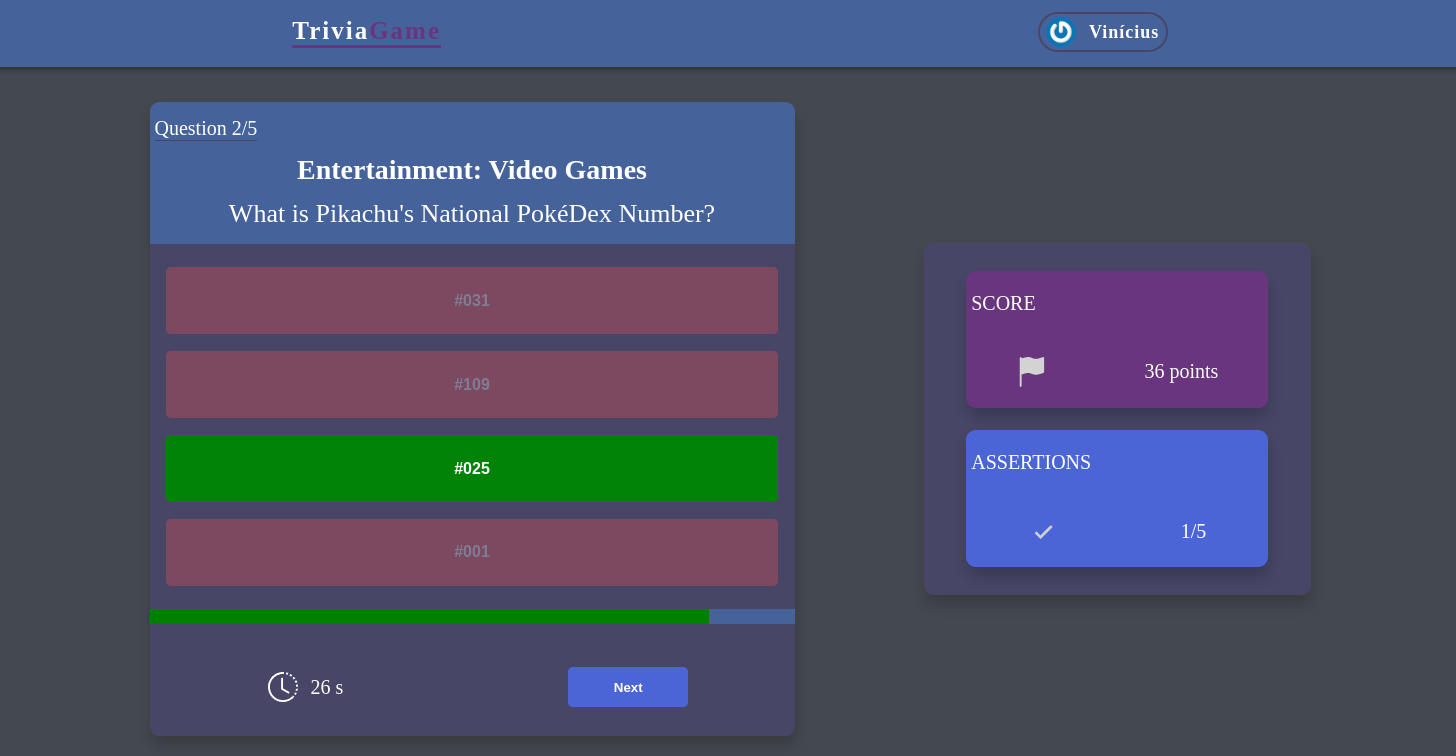 TriviaGame
Vinícius
Question 2/5
Entertainment: Video Games
What is Pikachu's National PokéDex Number?
#031
#109
#025
#001
26 s
Next
SCORE
36 points
ASSERTIONS
1/5